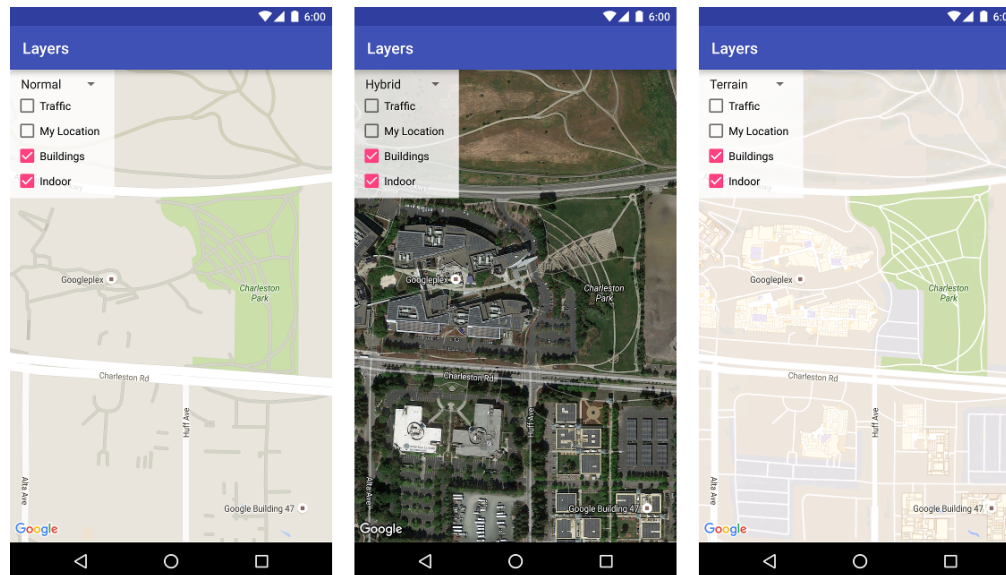 6:00
Layers
Normal
Traffic
My Location
Buildings
Indoor
Googleplex
Charleston
Park
Charleston Rd
Huff Ave
Alta Ave
Google Building 47
Google
6:00
Layers
Hybrid
Traffic
My Location
Buildings
Indoor
Googleplex
Charleston
Park
Charleston Rd
Huff Ave
Alta Ave
Google Building 47
Google
6:0
Layers
Terrain
Traffic
My Location
Buildings
Indoor
Googleplex
Charleston
Park
Charleston Rd
Huff Ave
Alta Ave
Google Building 47
Google